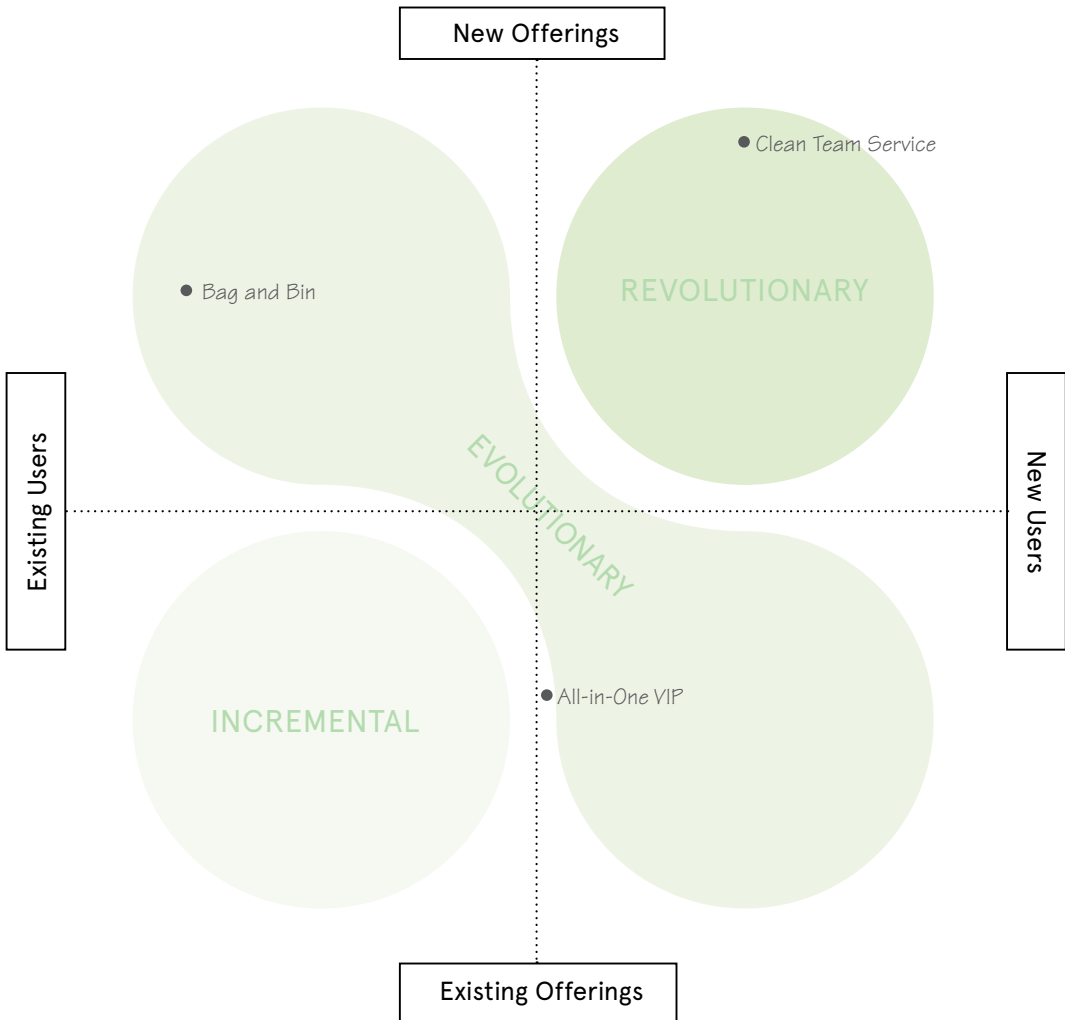 New Offerings
Clean Team Service
Bag and Bin
REVOLUTIONARY
Existing Users
EVOLUTIONARY
New Users
All-in-One VIP
INCREMENTAL
Existing Offerings